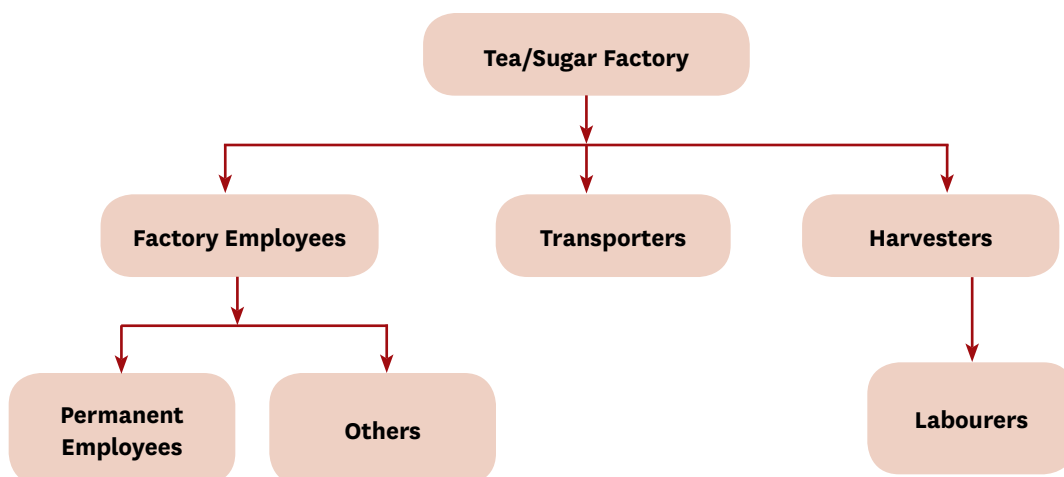 Tea/Sugar Factory
Factory Employees
Transporters
Harvesters
Permanent
Employees
Others
Labourers